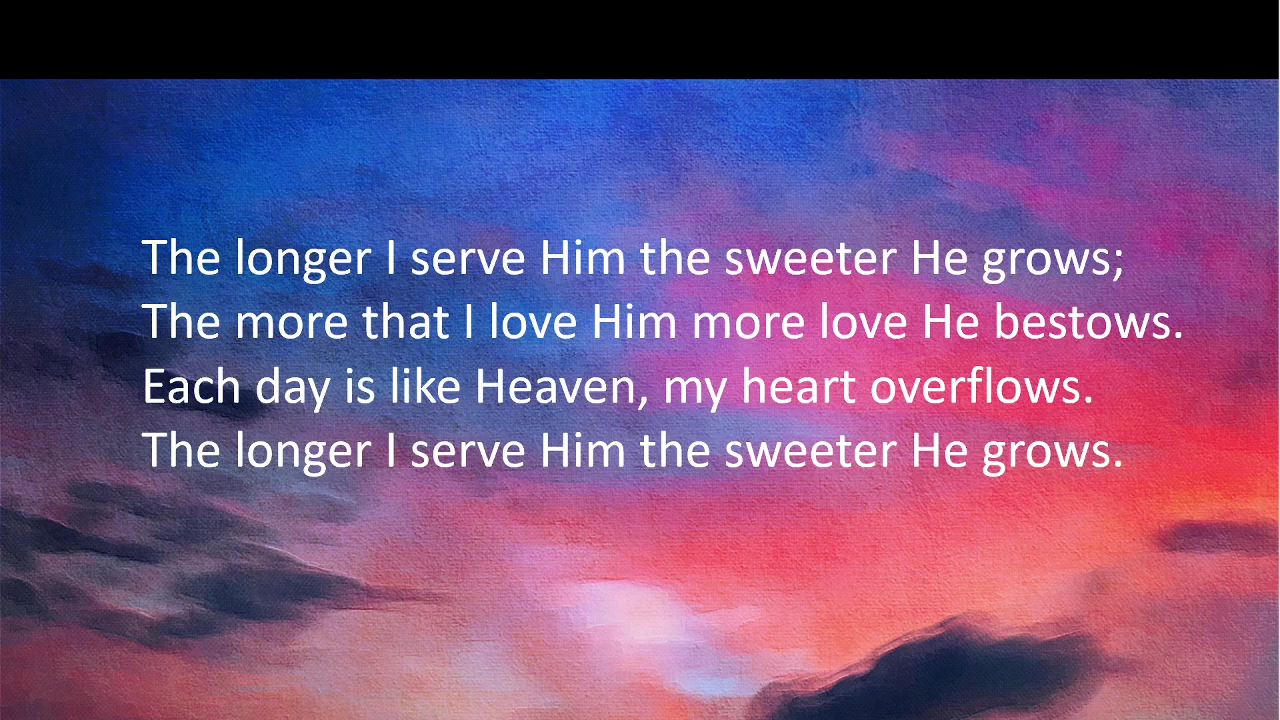 The longer I serve Him the sweeter He grows;
The more that I love Him more love He bestows.
Each day is like Heaven, my heart overflows.
The longer I serve Him the sweeter He grows.